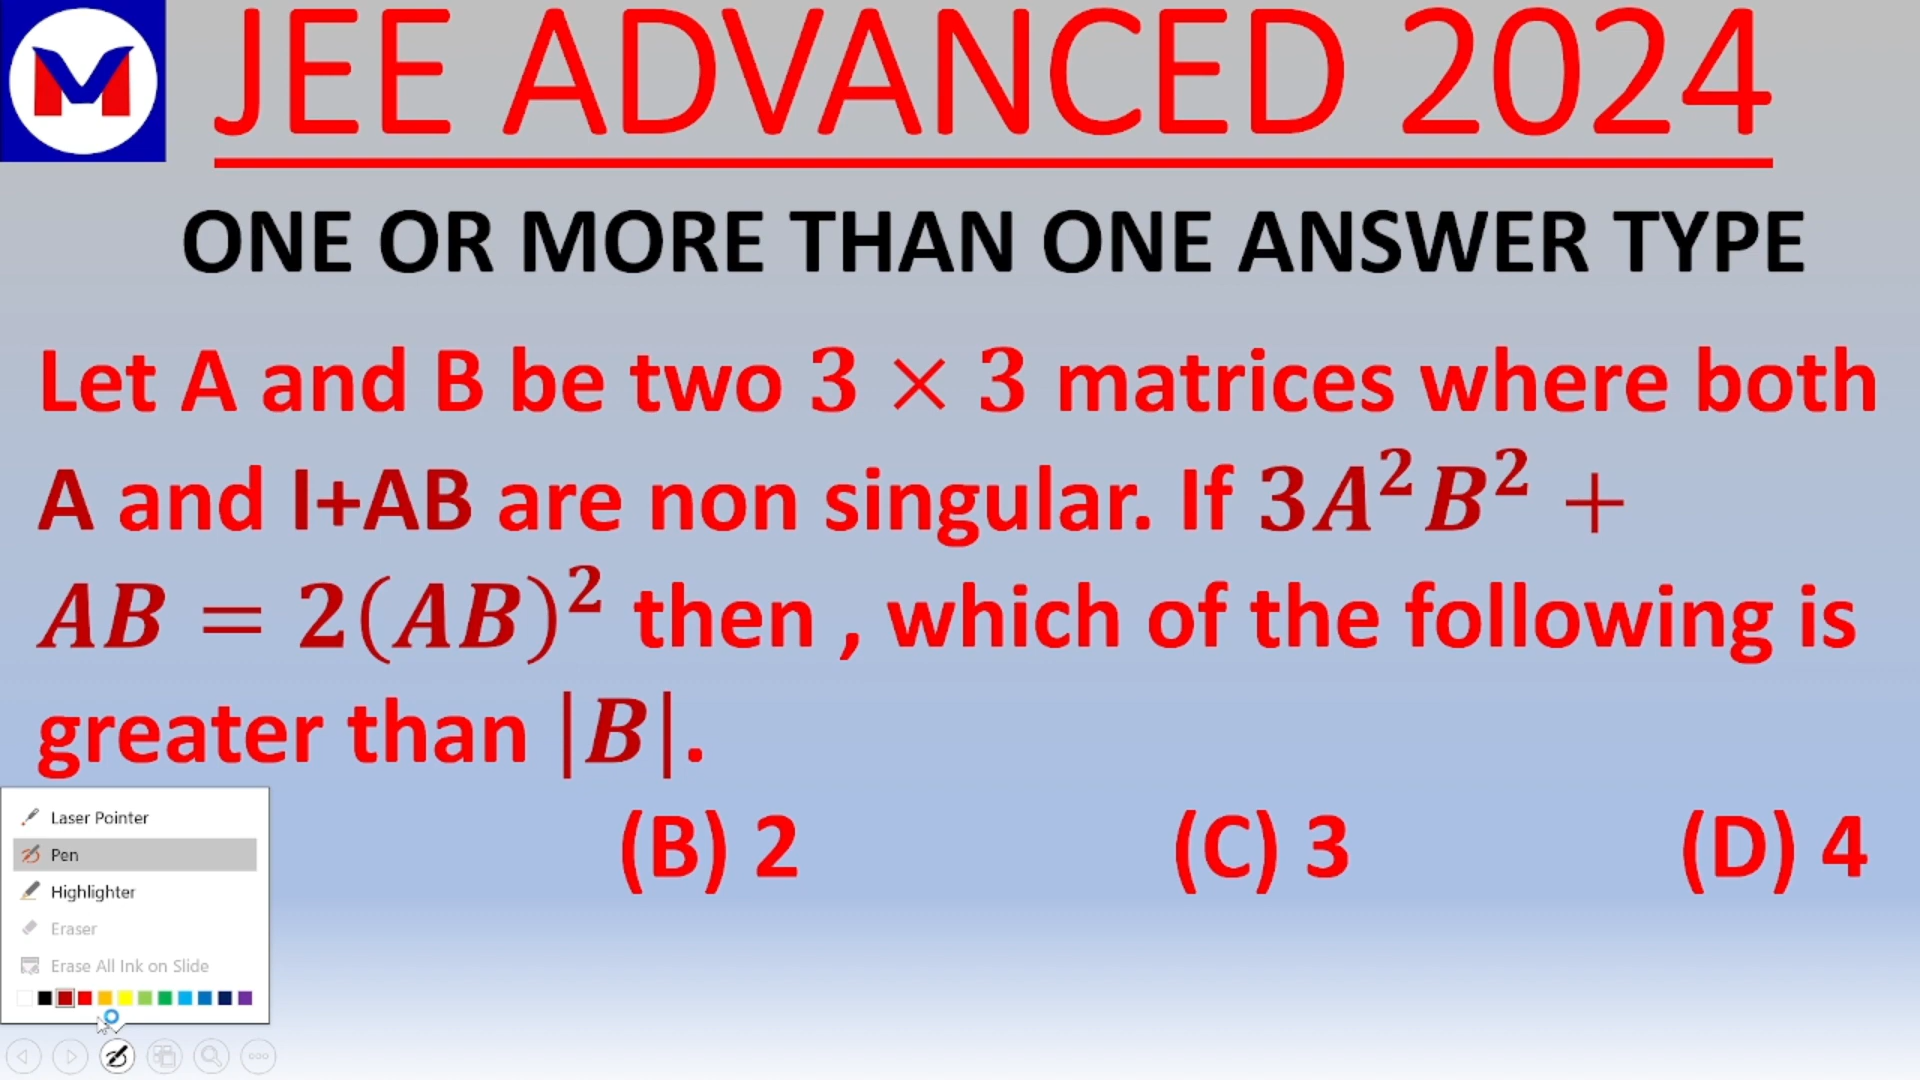 JEE ADVANCED 2024
ONE OR MORE THAN ONE ANSWER TYPE
Let A and B be two 3 × 3 matrices where both
A and I+AB are non singular. If 3A²B² +
AB = 2(AB)² then , which of the following is
greater than |B|.
(B) 2 (C) 3 (D) 4
Laser Pointer
Pen
Highlighter
Eraser
Erase All Ink on Slide